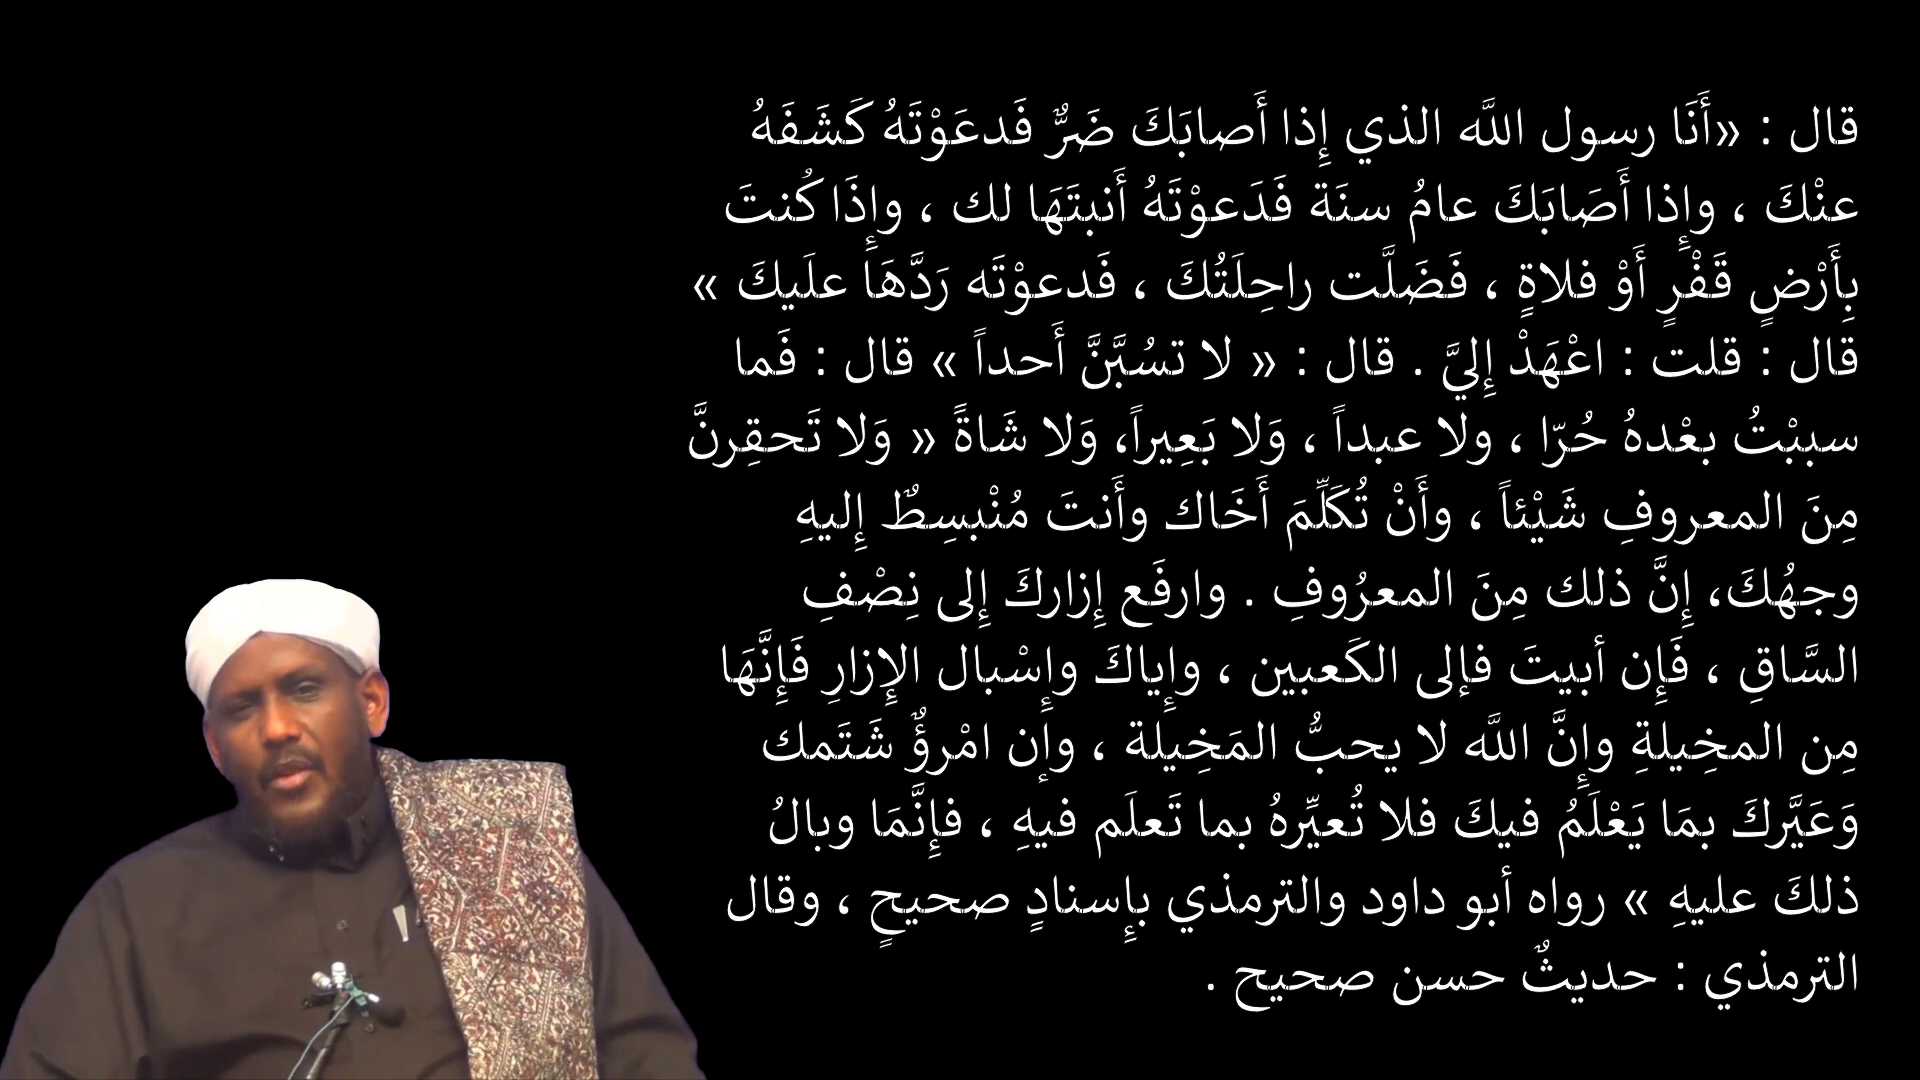 قال : «أَنَا رسول اللَّه الذي إِذا أَصابَكَ ضَرٌّ فَدعَوْتَهُ كَشَفَهُ
عنْكَ ، وإِذا أَصَابَكَ عامُ سنَة فَدَعوْتَهُ أَنبتَهَا لك ، وإِذَا كُنتَ
بِأَرْضٍ قَفْرٍ أَوْ فلاةٍ ، فَضَلَّت راحِلَتُكَ ، فَدعوْتَه رَدَّهَا علَيكَ »
قال : قلت : اعْهَدْ إِليَّ . قال : « لا تسُبَّنَّ أَحداً » قال : فَما
سببْتُ بعْدهُ حُرّا ، ولا عبداً ، وَلا بَعِيراً، وَلا شَاةً « وَلا تَحقِرنَّ
مِنَ المعروفِ شَيْئاً ، وأَنْ تُكَلِّمَ أَخَاك وأَنتَ مُنْبسِطٌ إِليهِ
وجهُكَ، إِنَّ ذلك مِنَ المعرُوفِ . وارفَع إِزاركَ إِلى نِصْفِ
السَّاقِ ، فَإِن أبيتَ فإلى الكَعبين ، وإِياكَ وإِسْبال الإِزارِ فَإِنَّهَا
مِن المخِيلةِ وإِنَّ اللَّه لا يحبُّ المَخِيلة ، وإن امْرؤٌ شَتَمك
وَعَيَّركَ بمَا يَعْلَمُ فيكَ فلا تُعيِّرهُ بما تَعلَم فيهِ ، فإِنَّمَا وبالُ
ذلكَ عليهِ » رواه أبو داود والترمذي بإِسنادٍ صحيحٍ ، وقال
الترمذي : حديثٌ حسن صحيح .